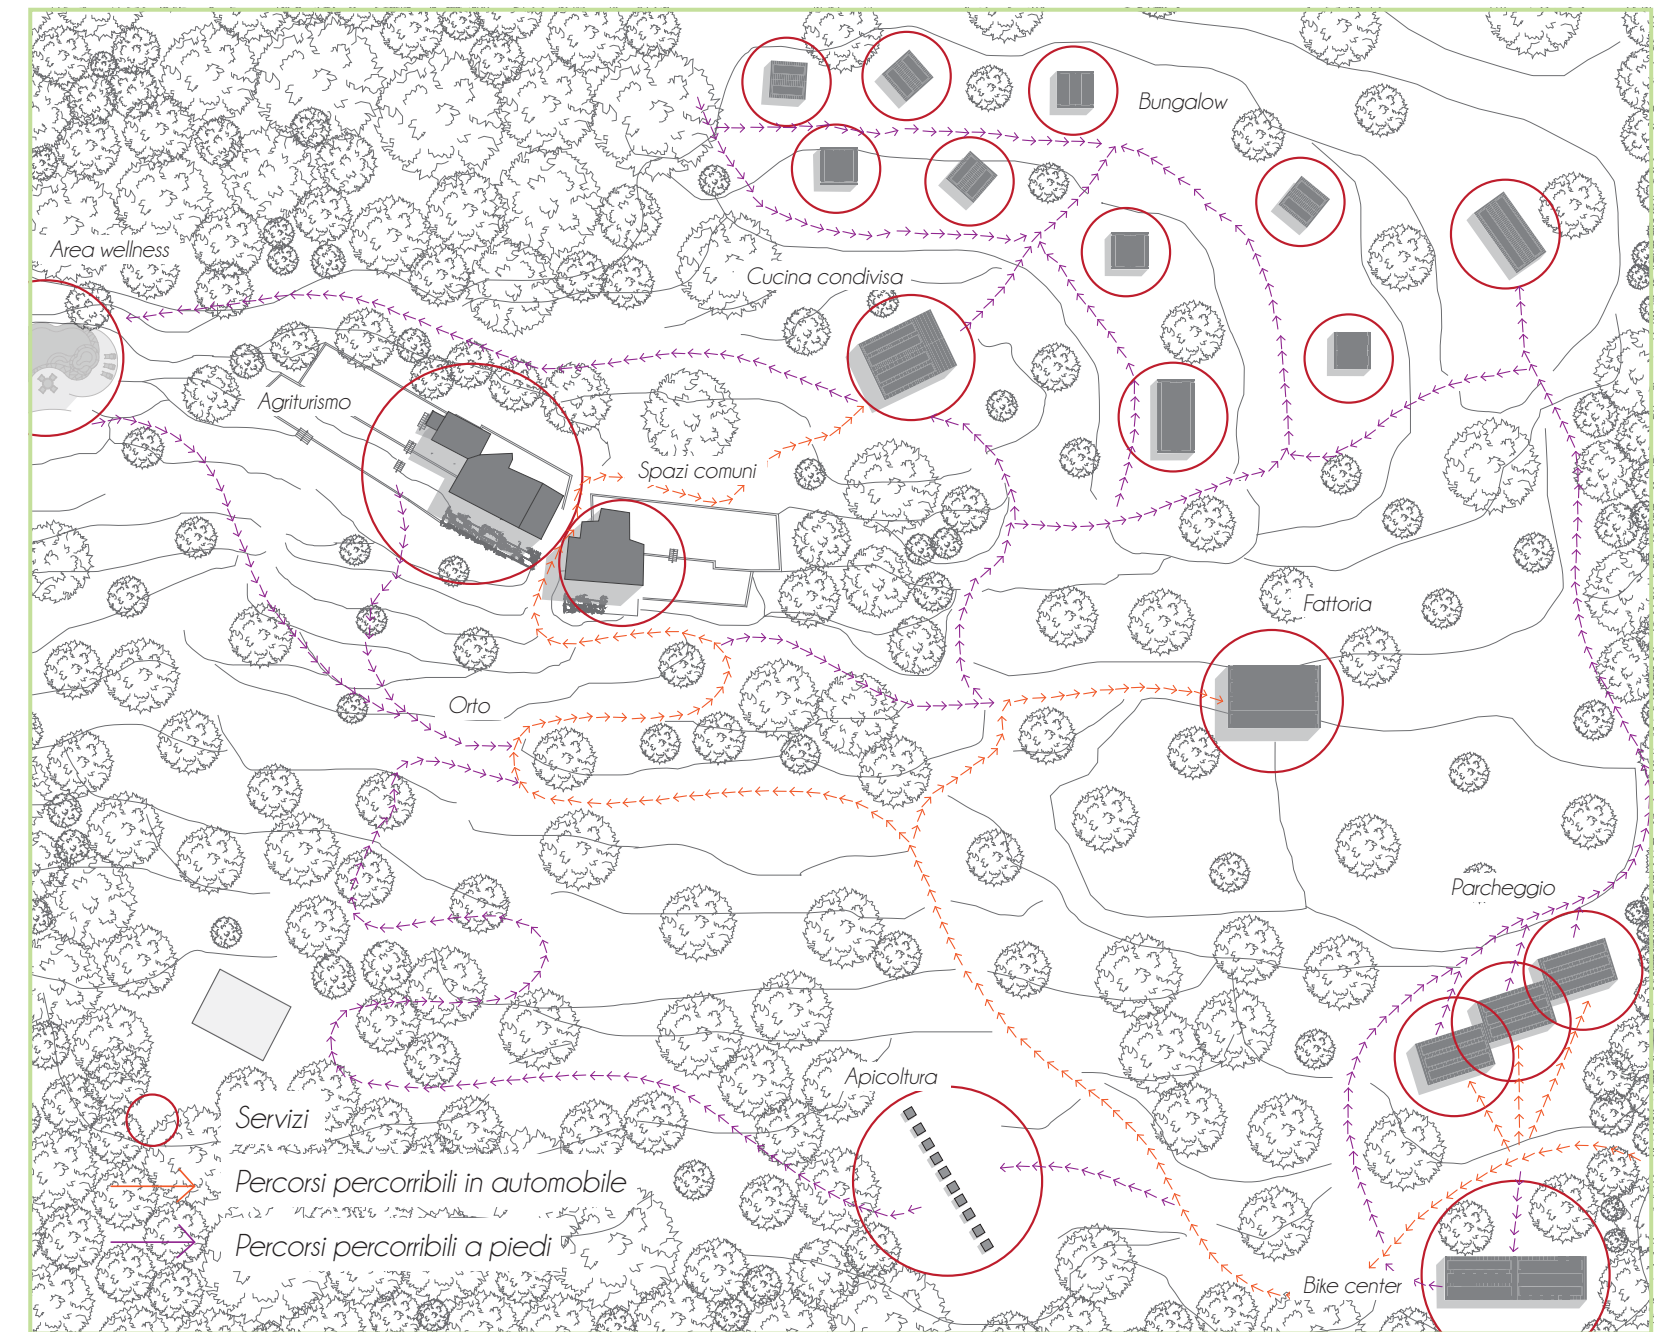 Bungalow
Area wellness
Cucina condivisa
Agriturismo
Spazi comuni
Fattoria
Orto
Parcheggio
Apicoltura
Servizi
Percorsi percorribili in automobile
Percorsi percorribili a piedi
Bike center